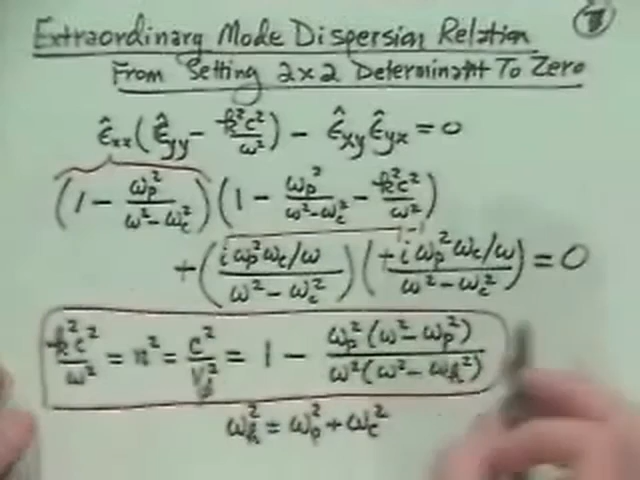 ⑦
Extraordinary Mode Dispersion Relation
From Setting 2x2 Determinant To Zero
ε̂xx(ε̂yy − k²c²/ω²) − ε̂xy ε̂yx = 0
(1 − ωp²/(ω²−ωc²))(1 − ωp²/(ω²−ωc²) − k²c²/ω²)
+((iωp²ωc/ω)/(ω²−ωc²))((+iωp²ωc/ω)/(ω²−ωc²)) = 0
k²c²/ω² = n² = c²/Vφ² = 1 − ωp²(ω²−ωp²)/(ω²(ω²−ωh²))
ωh² = ωp² + ωc²